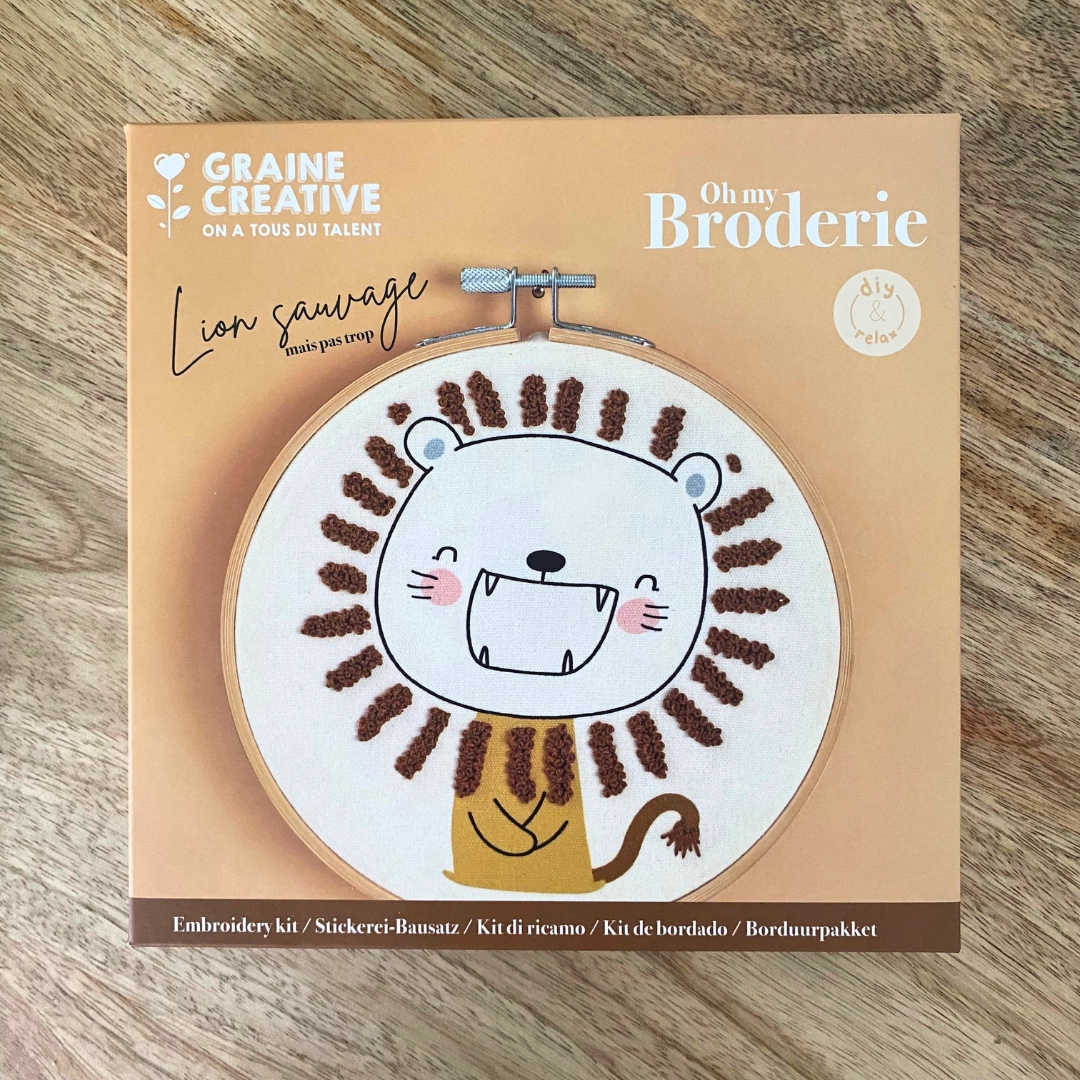 GRAINE
CREATIVE
ON A TOUS DU TALENT
Oh my
Broderie
Lion sauvage
mais pas trop
diy
&
relax
Embroidery kit / Stickerei-Bausatz / Kit di ricamo / Kit de bordado / Borduurpakket